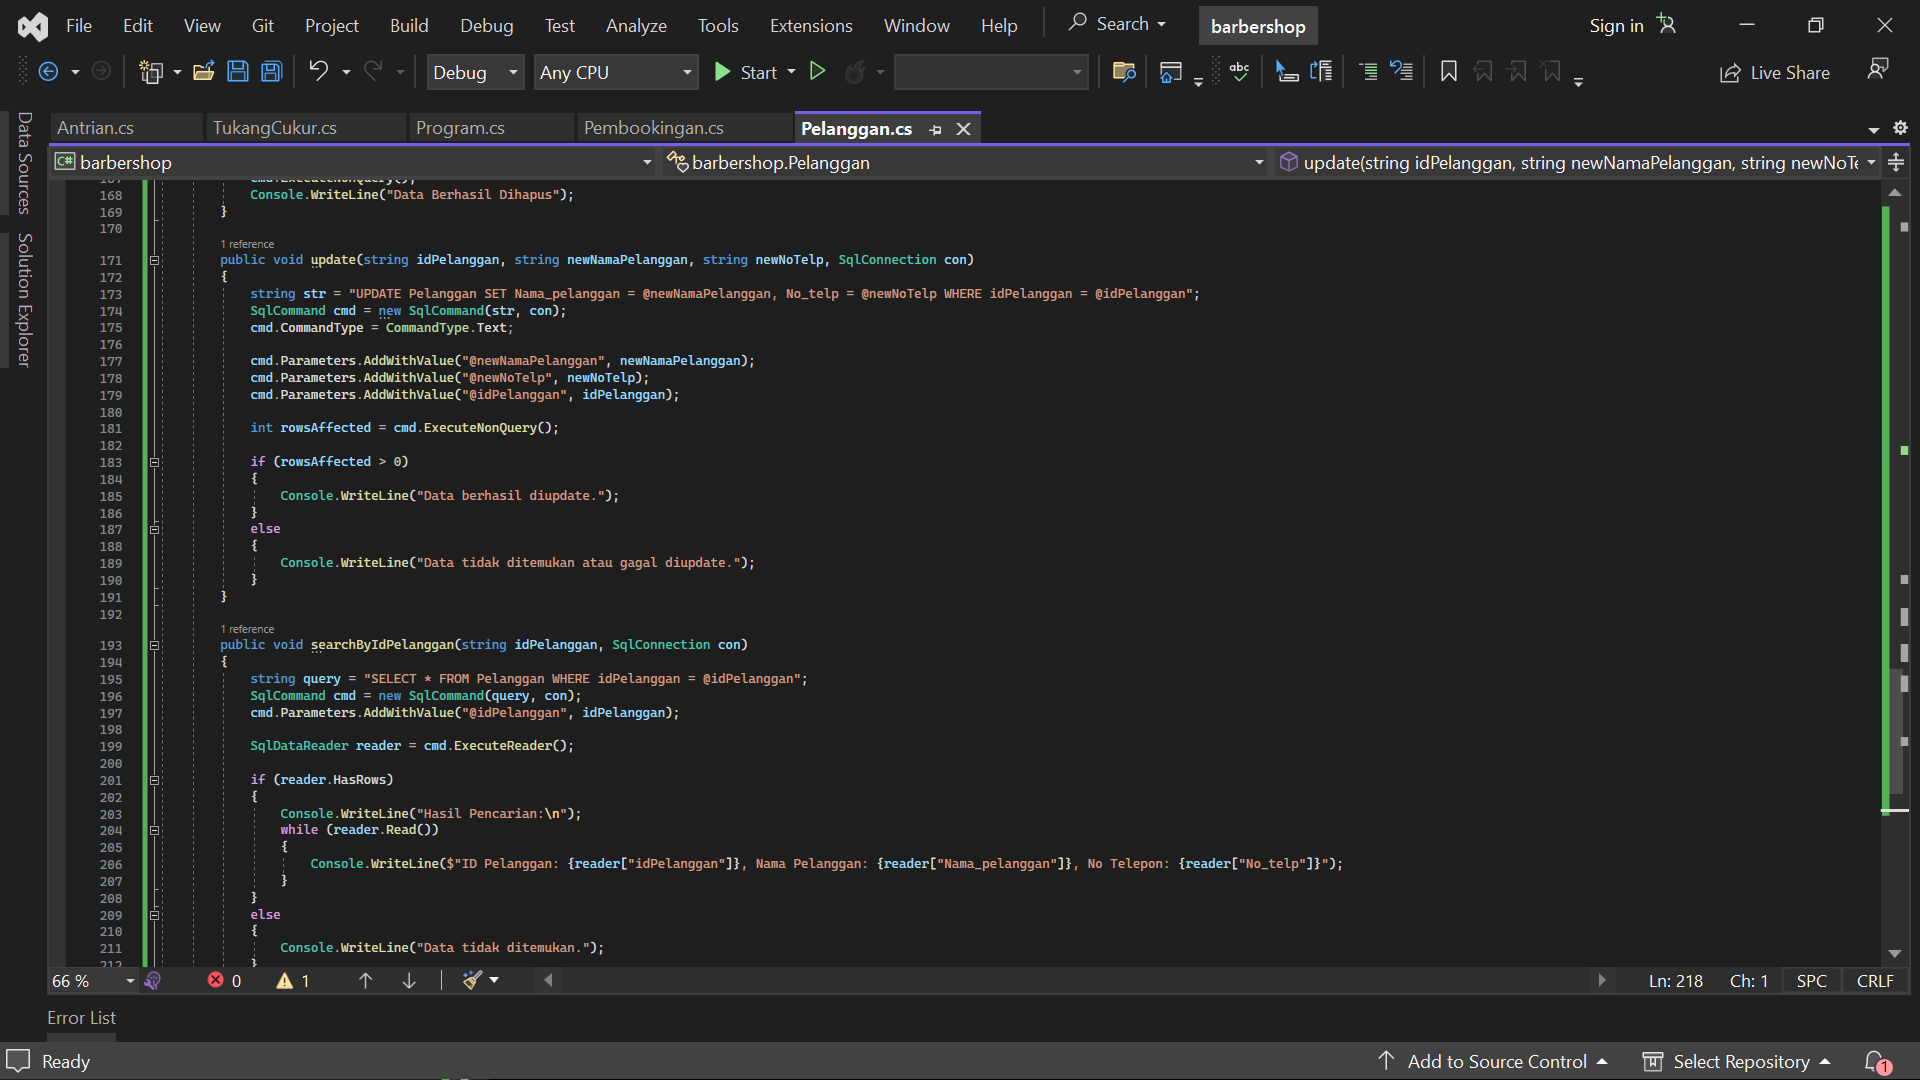 File Edit View Git Project Build Debug Test Analyze Tools Extensions Window Help Search barbershop Sign in
Debug Any CPU Start abc Live Share
Data Sources
Solution Explorer
Antrian.cs TukangCukur.cs Program.cs Pembookingan.cs Pelanggan.cs
C# barbershop barbershop.Pelanggan update(string idPelanggan, string newNamaPelanggan, string newNoTe
167 cmd.ExecuteNonQuery();
168 Console.WriteLine("Data Berhasil Dihapus");
169 }
170
1 reference
171 public void update(string idPelanggan, string newNamaPelanggan, string newNoTelp, SqlConnection con)
172 {
173 string str = "UPDATE Pelanggan SET Nama_pelanggan = @newNamaPelanggan, No_telp = @newNoTelp WHERE idPelanggan = @idPelanggan";
174 SqlCommand cmd = new SqlCommand(str, con);
175 cmd.CommandType = CommandType.Text;
176
177 cmd.Parameters.AddWithValue("@newNamaPelanggan", newNamaPelanggan);
178 cmd.Parameters.AddWithValue("@newNoTelp", newNoTelp);
179 cmd.Parameters.AddWithValue("@idPelanggan", idPelanggan);
180
181 int rowsAffected = cmd.ExecuteNonQuery();
182
183 if (rowsAffected > 0)
184 {
185 Console.WriteLine("Data berhasil diupdate.");
186 }
187 else
188 {
189 Console.WriteLine("Data tidak ditemukan atau gagal diupdate.");
190 }
191 }
192
1 reference
193 public void searchByIdPelanggan(string idPelanggan, SqlConnection con)
194 {
195 string query = "SELECT * FROM Pelanggan WHERE idPelanggan = @idPelanggan";
196 SqlCommand cmd = new SqlCommand(query, con);
197 cmd.Parameters.AddWithValue("@idPelanggan", idPelanggan);
198
199 SqlDataReader reader = cmd.ExecuteReader();
200
201 if (reader.HasRows)
202 {
203 Console.WriteLine("Hasil Pencarian:\n");
204 while (reader.Read())
205 {
206 Console.WriteLine($"ID Pelanggan: {reader["idPelanggan"]}, Nama Pelanggan: {reader["Nama_pelanggan"]}, No Telepon: {reader["No_telp"]}");
207 }
208 }
209 else
210 {
211 Console.WriteLine("Data tidak ditemukan.");
212 }
66 % 0 1 Ln: 218 Ch: 1 SPC CRLF
Error List
Ready Add to Source Control Select Repository 1